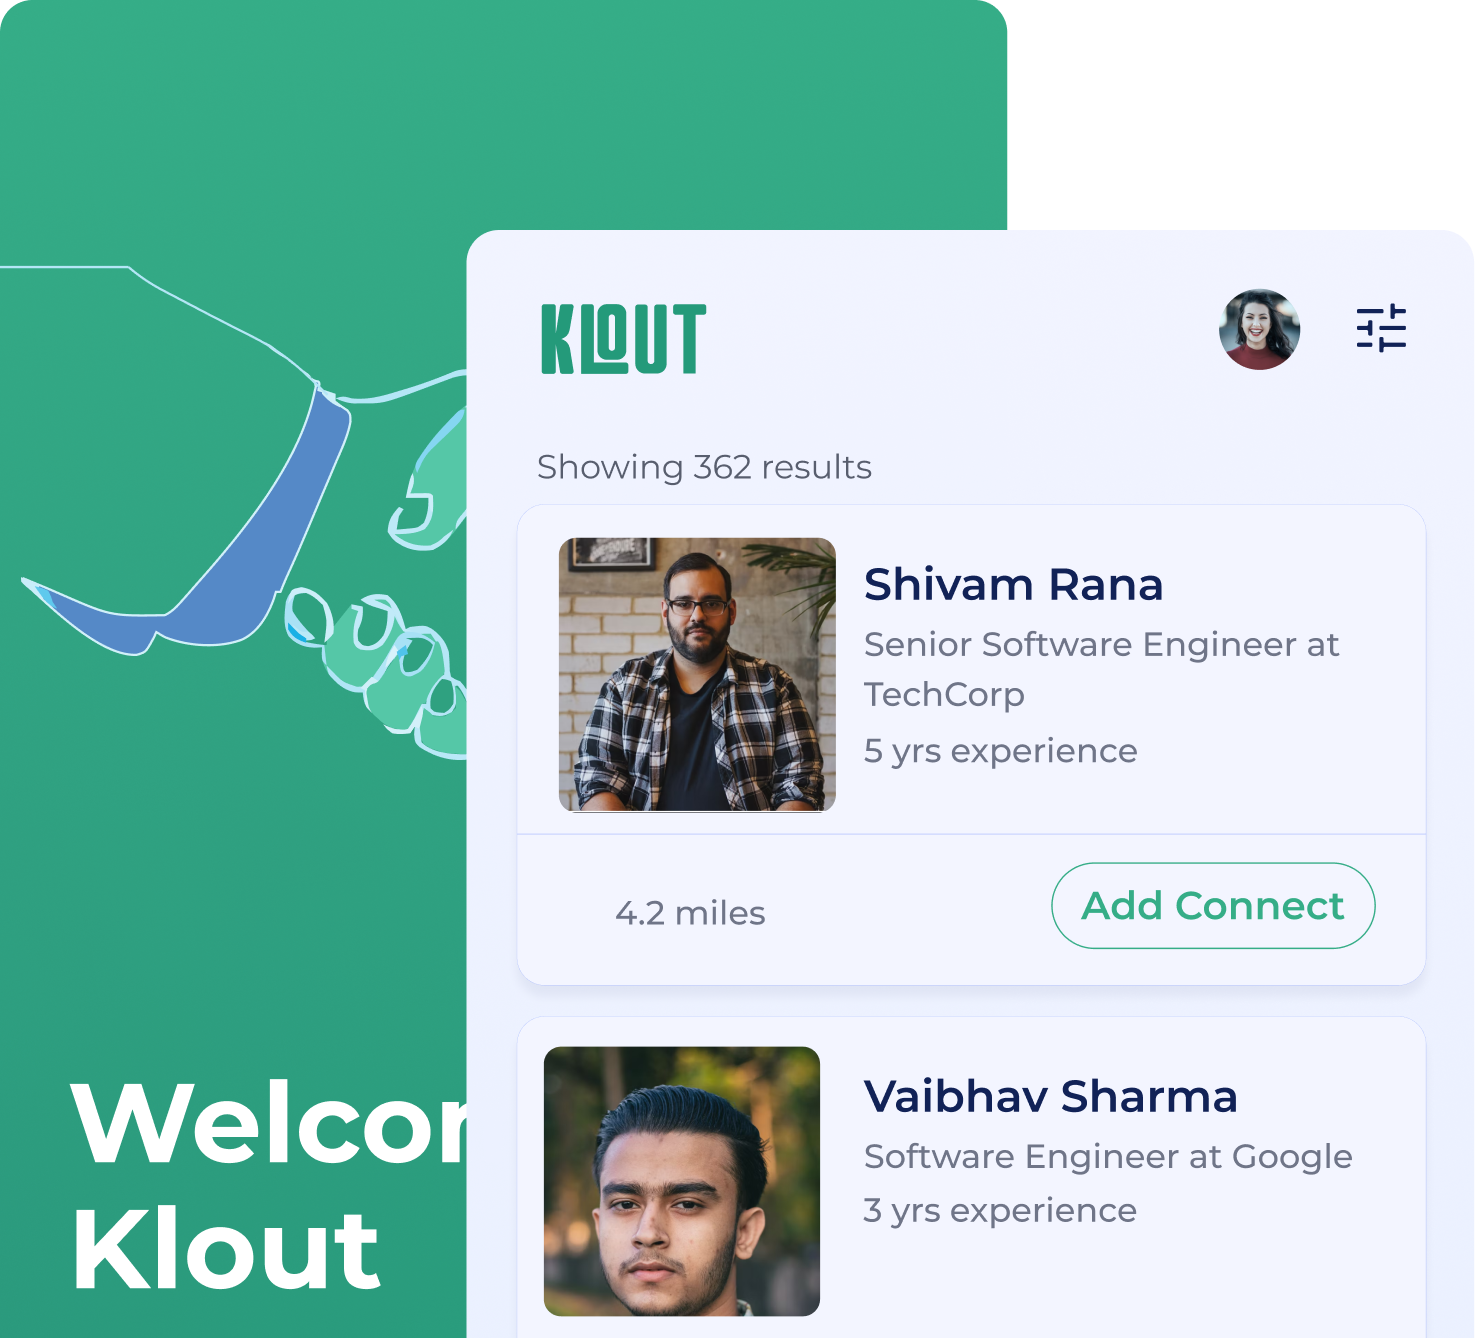 KLOUT
Showing 362 results
Shivam Rana
Senior Software Engineer at
TechCorp
5 yrs experience
4.2 miles
Add Connect
Vaibhav Sharma
Software Engineer at Google
3 yrs experience
Welcom
Klout